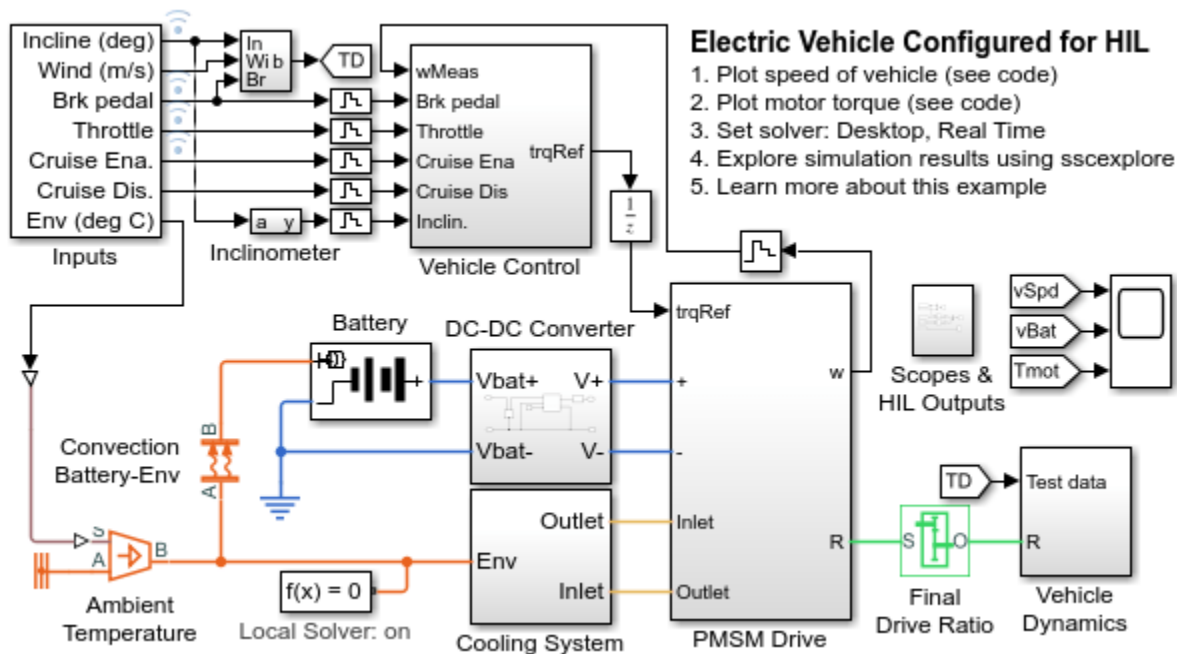 Electric Vehicle Configured for HIL
1. Plot speed of vehicle (see code)
2. Plot motor torque (see code)
3. Set solver: Desktop, Real Time
4. Explore simulation results using sscexplore
5. Learn more about this example
Incline (deg)
Wind (m/s)
Brk pedal
Throttle
Cruise Ena.
Cruise Dis.
Env (deg C)
Inputs
In
Wi b
Br
TD
a y
Inclinometer
wMeas
Brk pedal
Throttle
Cruise Ena
Cruise Dis
Inclin.
trqRef
Vehicle Control
1
z
Battery
+
DC-DC Converter
Vbat+ V+
Vbat- V-
Convection
Battery-Env
B
A
S
A
B
Ambient
Temperature
f(x) = 0
Local Solver: on
Outlet
Env
Inlet
Cooling System
trqRef
w
+
-
Inlet
R
Outlet
PMSM Drive
Scopes &
HIL Outputs
vSpd
vBat
Tmot
S O
Final
Drive Ratio
TD
Test data
R
Vehicle
Dynamics